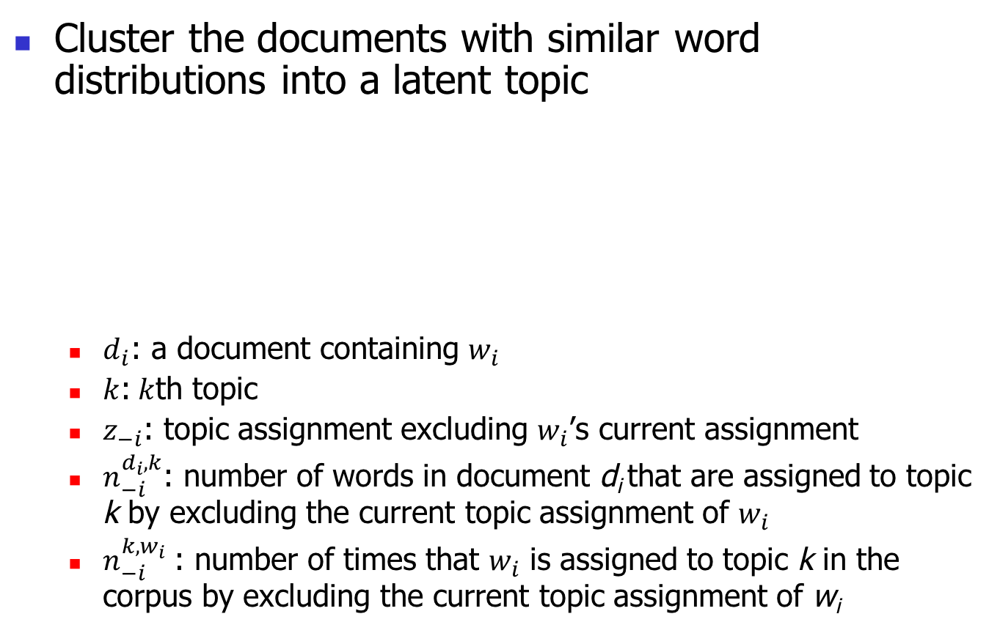 Cluster the documents with similar word
distributions into a latent topic
$d_i$: a document containing $w_i$
$k$: $k$th topic
$z_{-i}$: topic assignment excluding $w_i$’s current assignment
$n_{-i}^{d_i,k}$: number of words in document $d_i$ that are assigned to topic
k by excluding the current topic assignment of $w_i$
$n_{-i}^{k,w_i}$ : number of times that $w_i$ is assigned to topic k in the
corpus by excluding the current topic assignment of $w_i$